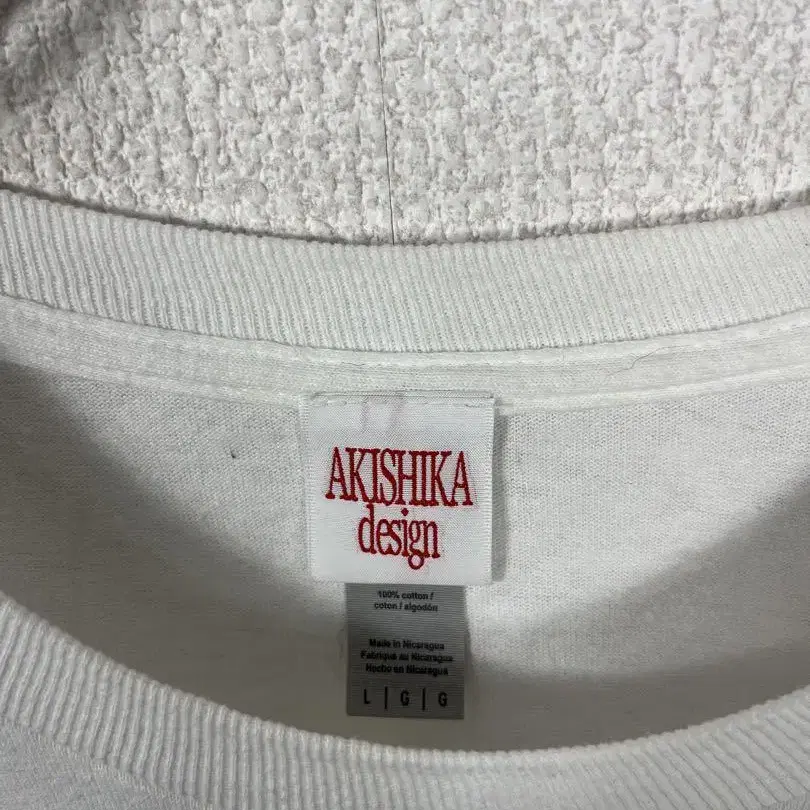 AKISHIKA
design
100% cotton /
coton / algodón
Made in Nicaragua
Fabriqué au Nicaragua
Hecho en Nicaragua
L | G | G